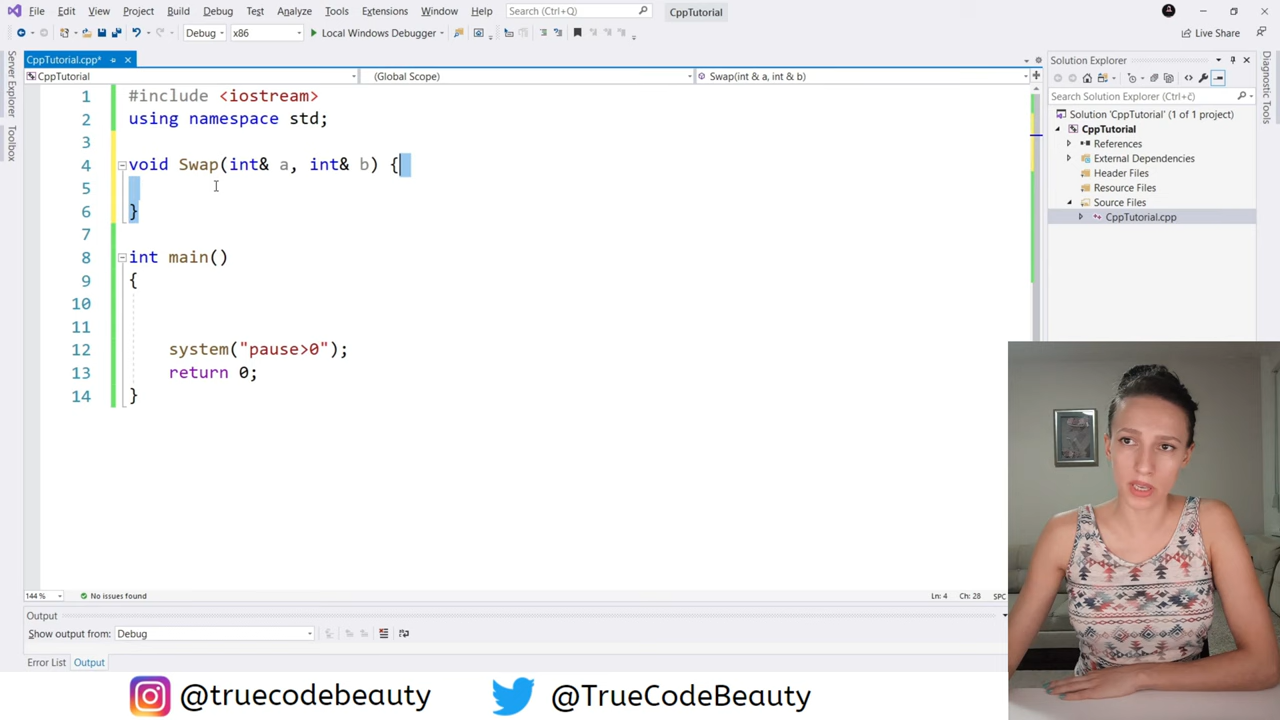 File Edit View Project Build Debug Test Analyze Tools Extensions Window Help Search (Ctrl+Q) CppTutorial
Debug x86 Local Windows Debugger Live Share
Server Explorer
Toolbox
CppTutorial.cpp*
CppTutorial (Global Scope) Swap(int & a, int & b)
1 #include <iostream>
2 using namespace std;
3
4 void Swap(int& a, int& b) {
5
6 }
7
8 int main()
9 {
10
11
12 system("pause>0");
13 return 0;
14 }
144 % No issues found Ln: 4 Ch: 28 SPC
Output
Show output from: Debug
Error List Output
Solution Explorer
Search Solution Explorer (Ctrl+č)
Solution 'CppTutorial' (1 of 1 project)
CppTutorial
References
External Dependencies
Header Files
Resource Files
Source Files
CppTutorial.cpp
Diagnostic Tools
@truecodebeauty @TrueCodeBeauty